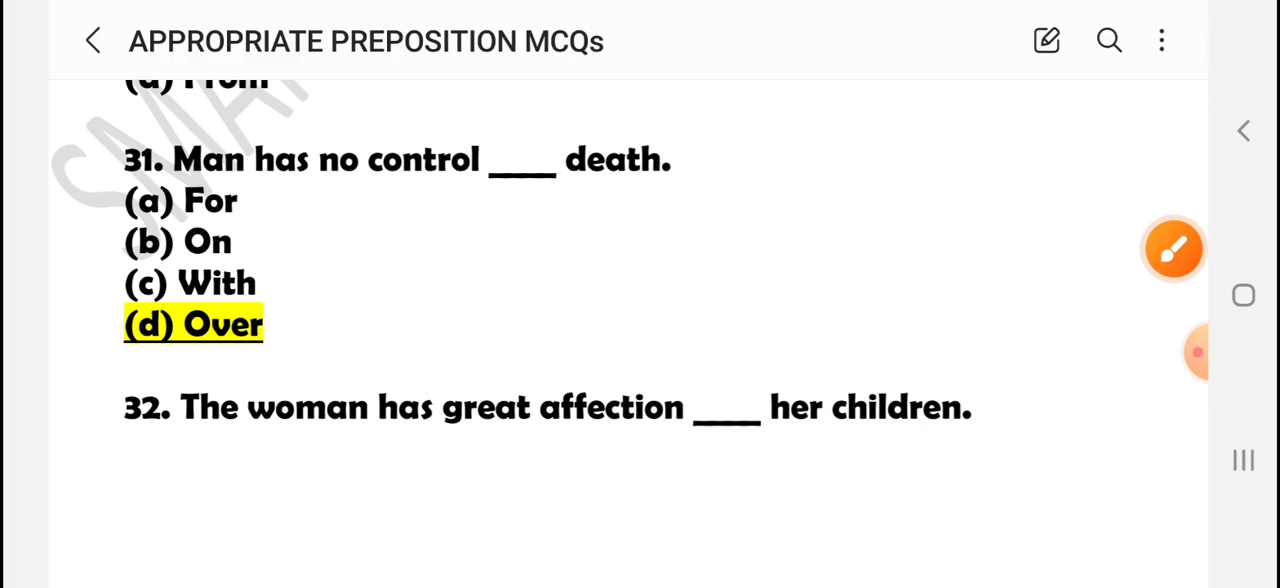 APPROPRIATE PREPOSITION MCQs
(d) From
31. Man has no control ____ death.
(a) For
(b) On
(c) With
(d) Over
32. The woman has great affection ____ her children.